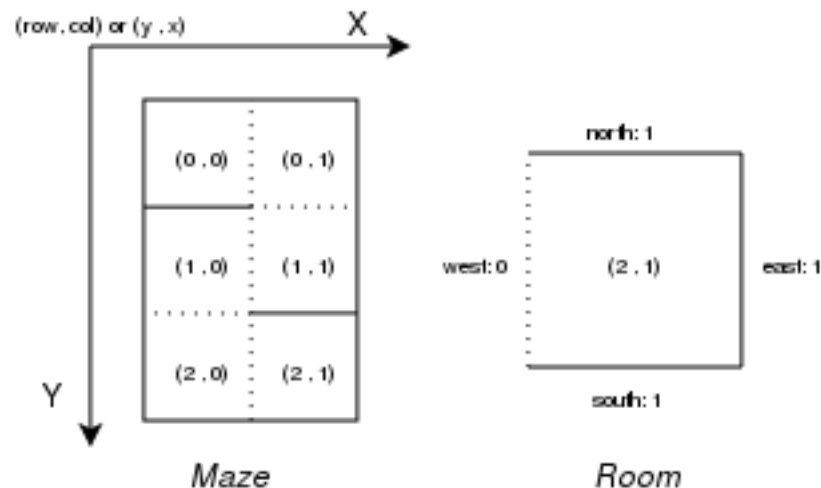 (row,col) or (y , x)
X
(0 , 0)
(0 , 1)
north: 1
(1 , 0)
(1 , 1)
west: 0
(2 , 1)
east: 1
(2 , 0)
(2 , 1)
Y
south: 1
Maze
Room